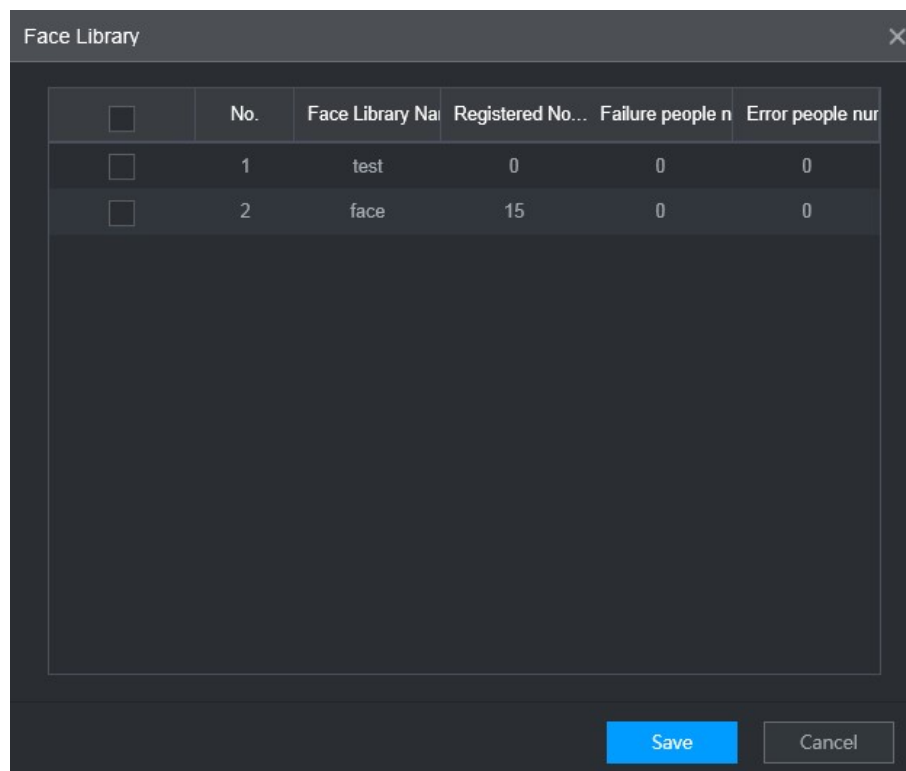 Face Library
No. Face Library Nar Registered No... Failure people n Error people nur
1 test 0 0 0
2 face 15 0 0
Save Cancel